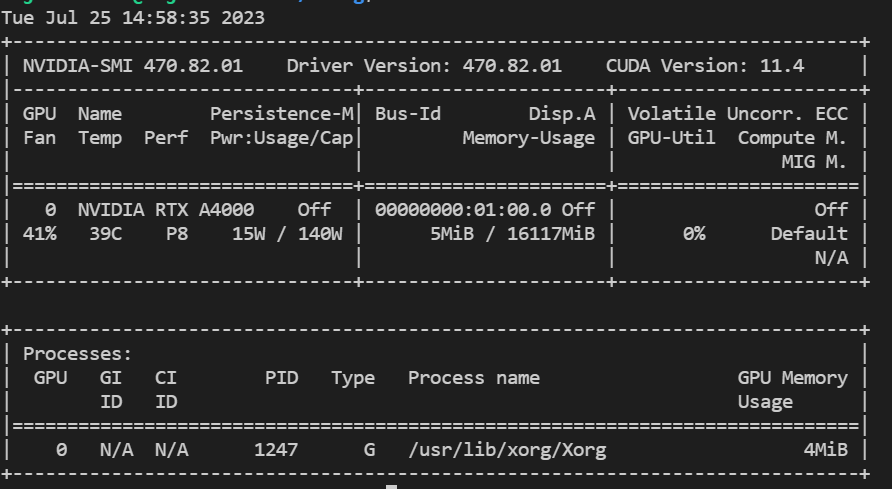 Tue Jul 25 14:58:35 2023
+-----------------------------------------------------------------------------+
| NVIDIA-SMI 470.82.01    Driver Version: 470.82.01    CUDA Version: 11.4     |
|-------------------------------+----------------------+----------------------+
| GPU  Name        Persistence-M| Bus-Id        Disp.A | Volatile Uncorr. ECC |
| Fan  Temp  Perf  Pwr:Usage/Cap|         Memory-Usage | GPU-Util  Compute M. |
|                               |                      |               MIG M. |
|===============================+======================+======================|
|   0  NVIDIA RTX A4000    Off  | 00000000:01:00.0 Off |                  Off |
| 41%   39C    P8    15W / 140W |      5MiB / 16117MiB |      0%      Default |
|                               |                      |                  N/A |
+-------------------------------+----------------------+----------------------+

+-----------------------------------------------------------------------------+
| Processes:                                                                  |
|  GPU   GI   CI        PID   Type   Process name                  GPU Memory |
|        ID   ID                                                   Usage      |
|=============================================================================|
|    0   N/A  N/A      1247      G   /usr/lib/xorg/Xorg                  4MiB |
+-----------------------------------------------------------------------------+